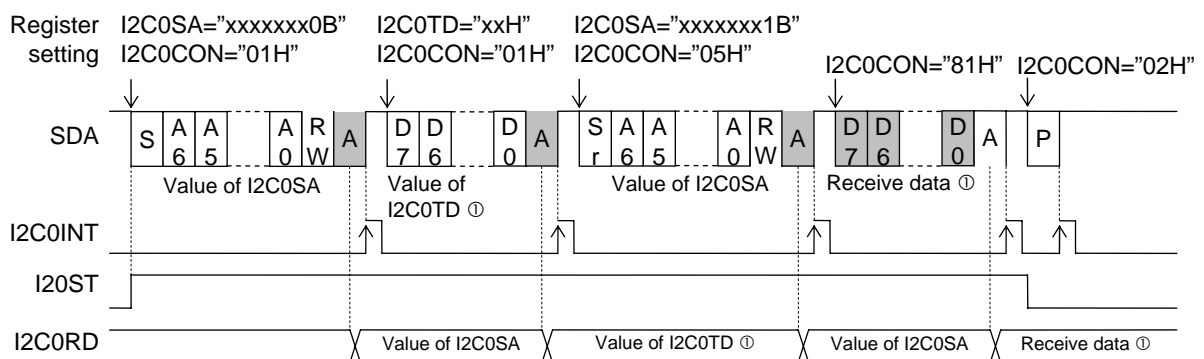 Register setting
I2C0SA="xxxxxxx0B"
I2C0CON="01H"
I2C0TD="xxH"
I2C0CON="01H"
I2C0SA="xxxxxxx1B"
I2C0CON="05H"
I2C0CON="81H"
I2C0CON="02H"
SDA
S A6 A5 A0 RW A D7 D6 D0 A Sr A6 A5 A0 RW A D7 D6 D0 A P
Value of I2C0SA
Value of
I2C0TD ①
Value of I2C0SA
Receive data ①
I2C0INT
I20ST
I2C0RD
Value of I2C0SA
Value of I2C0TD ①
Value of I2C0SA
Receive data ①